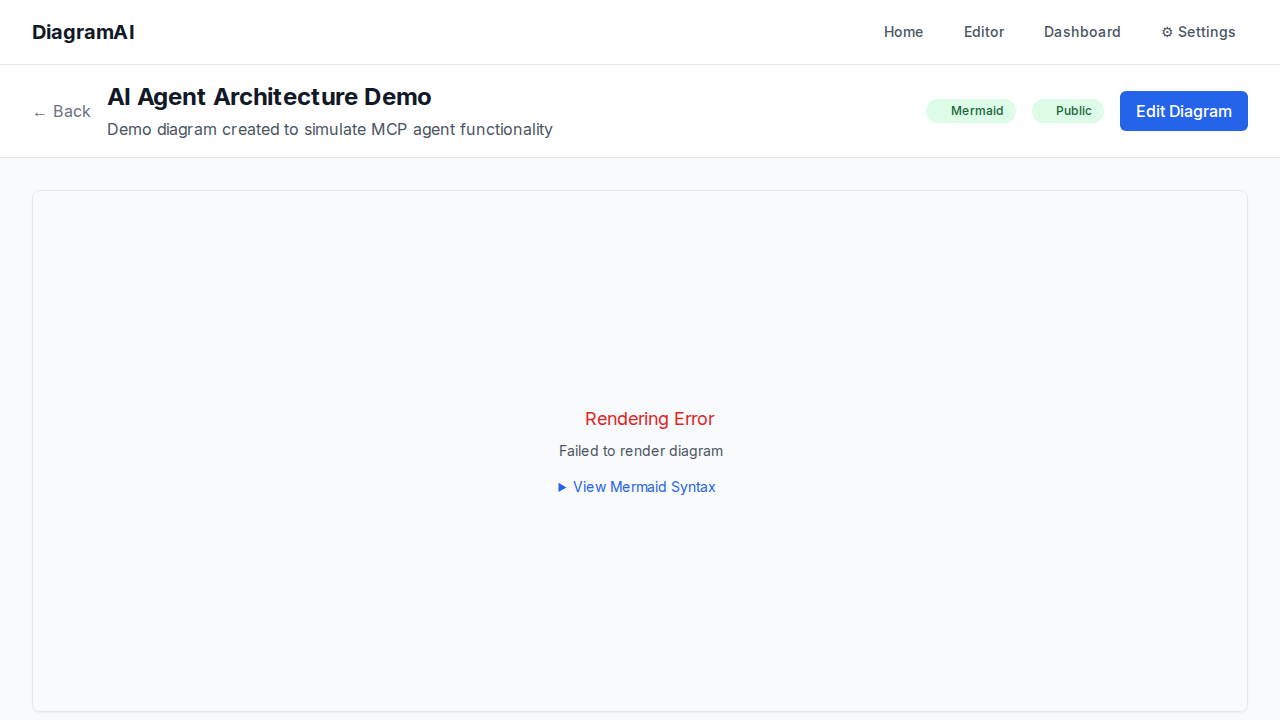 DiagramAI
Home
Editor
Dashboard
⚙ Settings
← Back
AI Agent Architecture Demo
Demo diagram created to simulate MCP agent functionality
Mermaid
Public
Edit Diagram
Rendering Error
Failed to render diagram
▶ View Mermaid Syntax